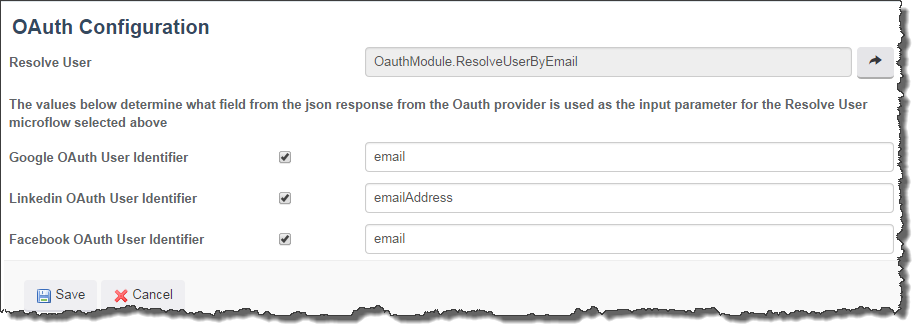 OAuth Configuration
Resolve User OauthModule.ResolveUserByEmail
The values below determine what field from the json response from the Oauth provider is used as the input parameter for the Resolve User
microflow selected above
Google OAuth User Identifier email
Linkedin OAuth User Identifier emailAddress
Facebook OAuth User Identifier email
Save Cancel